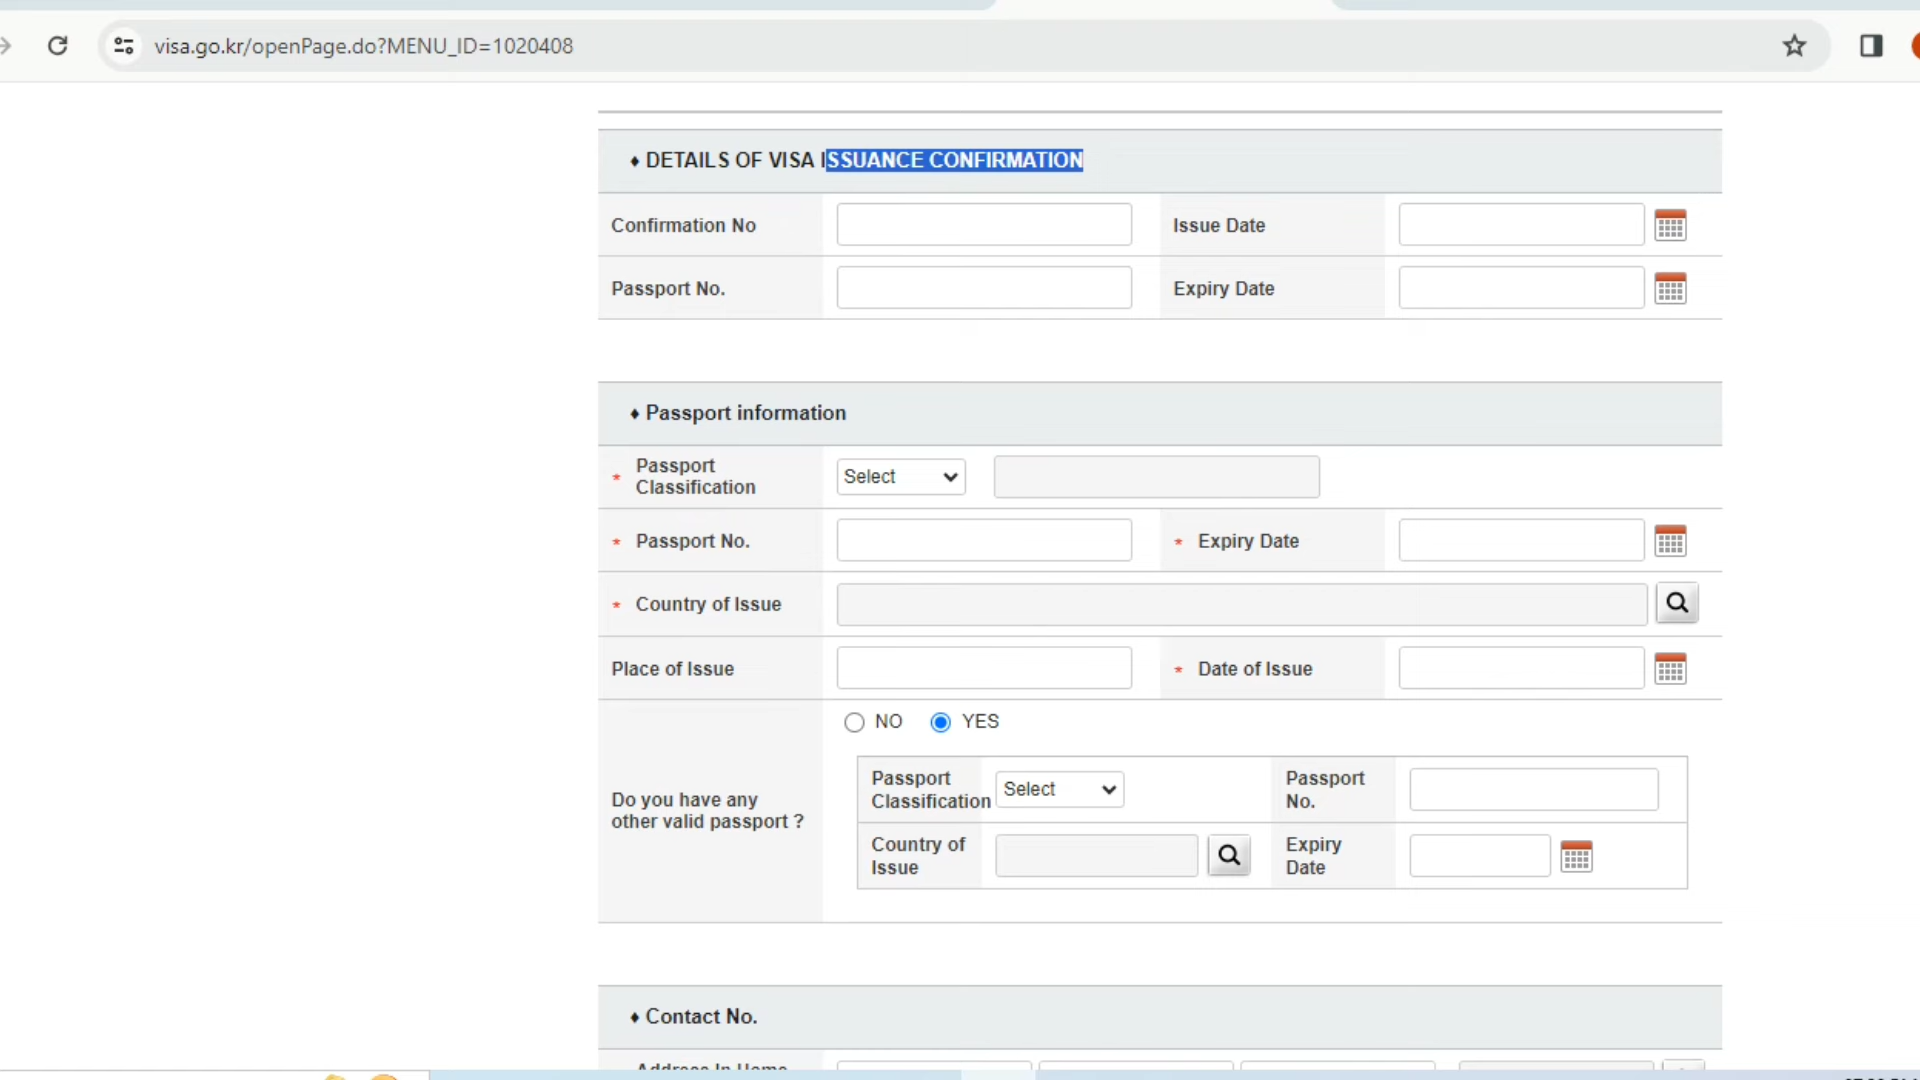 visa.go.kr/openPage.do?MENU_ID=1020408
♦ DETAILS OF VISA ISSUANCE CONFIRMATION
Confirmation No
Issue Date
Passport No.
Expiry Date
♦ Passport information
* Passport
Classification
Select
* Passport No.
* Expiry Date
* Country of Issue
Place of Issue
* Date of Issue
NO YES
Do you have any
other valid passport ?
Passport
Classification
Select
Passport
No.
Country of
Issue
Expiry
Date
♦ Contact No.
Address In Home